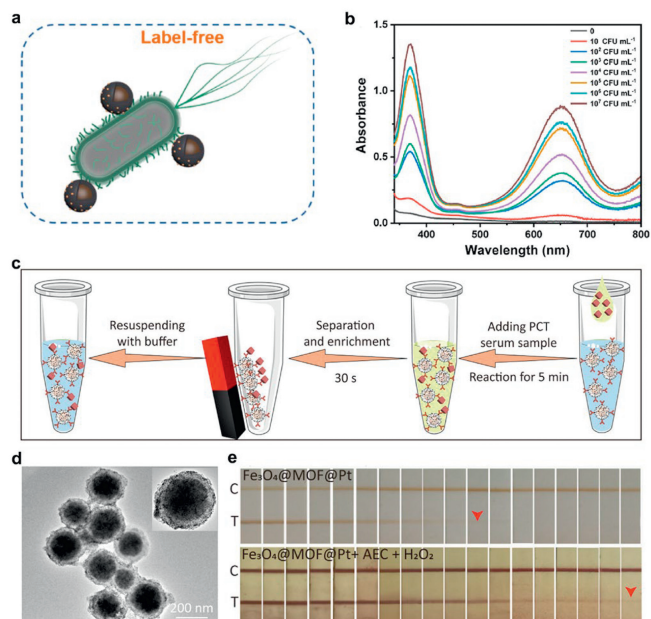 a
Label-free
b
Absorbance
1.5
1.0
0.5
0.0
400
500
600
700
800
Wavelength (nm)
0
10 CFU mL⁻¹
10² CFU mL⁻¹
10³ CFU mL⁻¹
10⁴ CFU mL⁻¹
10⁵ CFU mL⁻¹
10⁶ CFU mL⁻¹
10⁷ CFU mL⁻¹
c
Resuspending
with buffer
Separation
and enrichment
30 s
Adding PCT
serum sample
Reaction for 5 min
d
200 nm
e
Fe₃O₄@MOF@Pt
C
T
Fe₃O₄@MOF@Pt+ AEC + H₂O₂
C
T